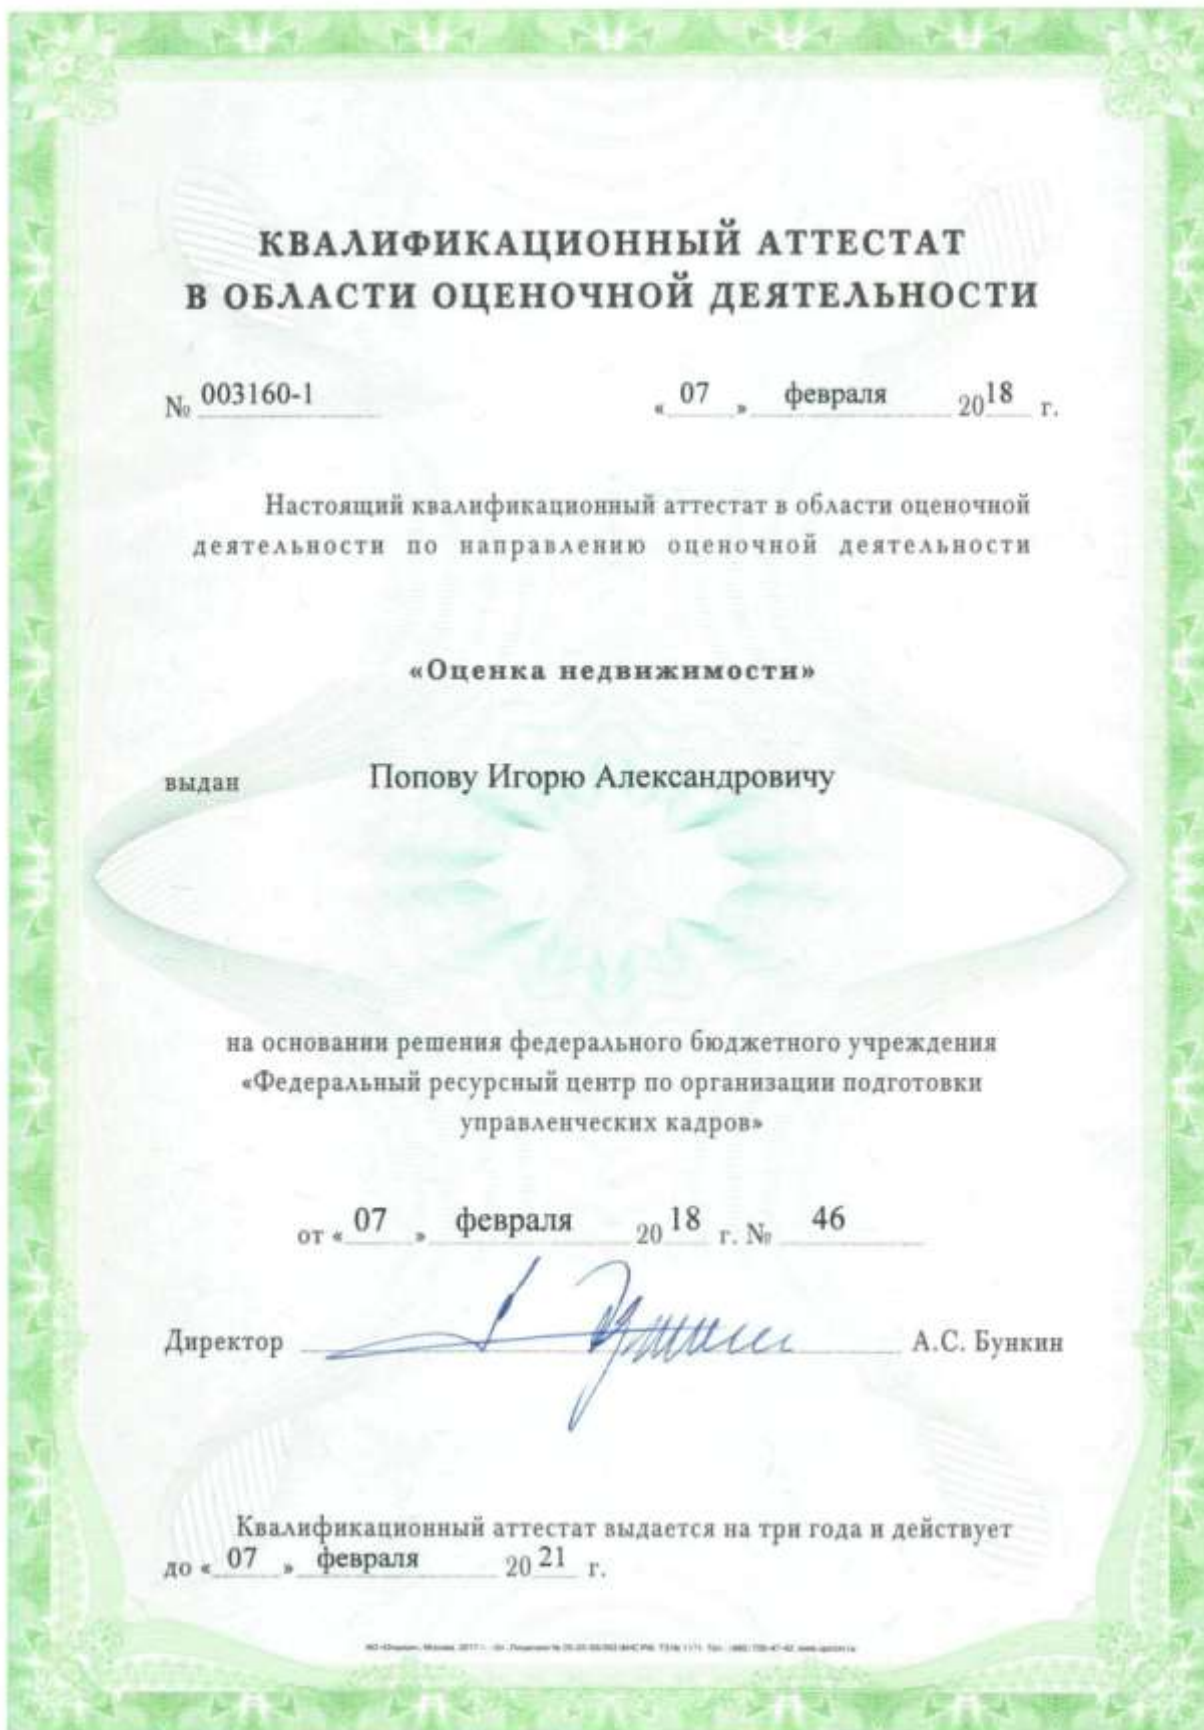 КВАЛИФИКАЦИОННЫЙ АТТЕСТАТ
В ОБЛАСТИ ОЦЕНОЧНОЙ ДЕЯТЕЛЬНОСТИ
№ 003160-1 « 07 » февраля 2018 г.
Настоящий квалификационный аттестат в области оценочной
деятельности по направлению оценочной деятельности
«Оценка недвижимости»
выдан Попову Игорю Александровичу
на основании решения федерального бюджетного учреждения
«Федеральный ресурсный центр по организации подготовки
управленческих кадров»
от « 07 » февраля 2018 г. № 46
Директор А.С. Бункин
Квалификационный аттестат выдается на три года и действует
до « 07 » февраля 2021 г.
Москва, 2017 г.